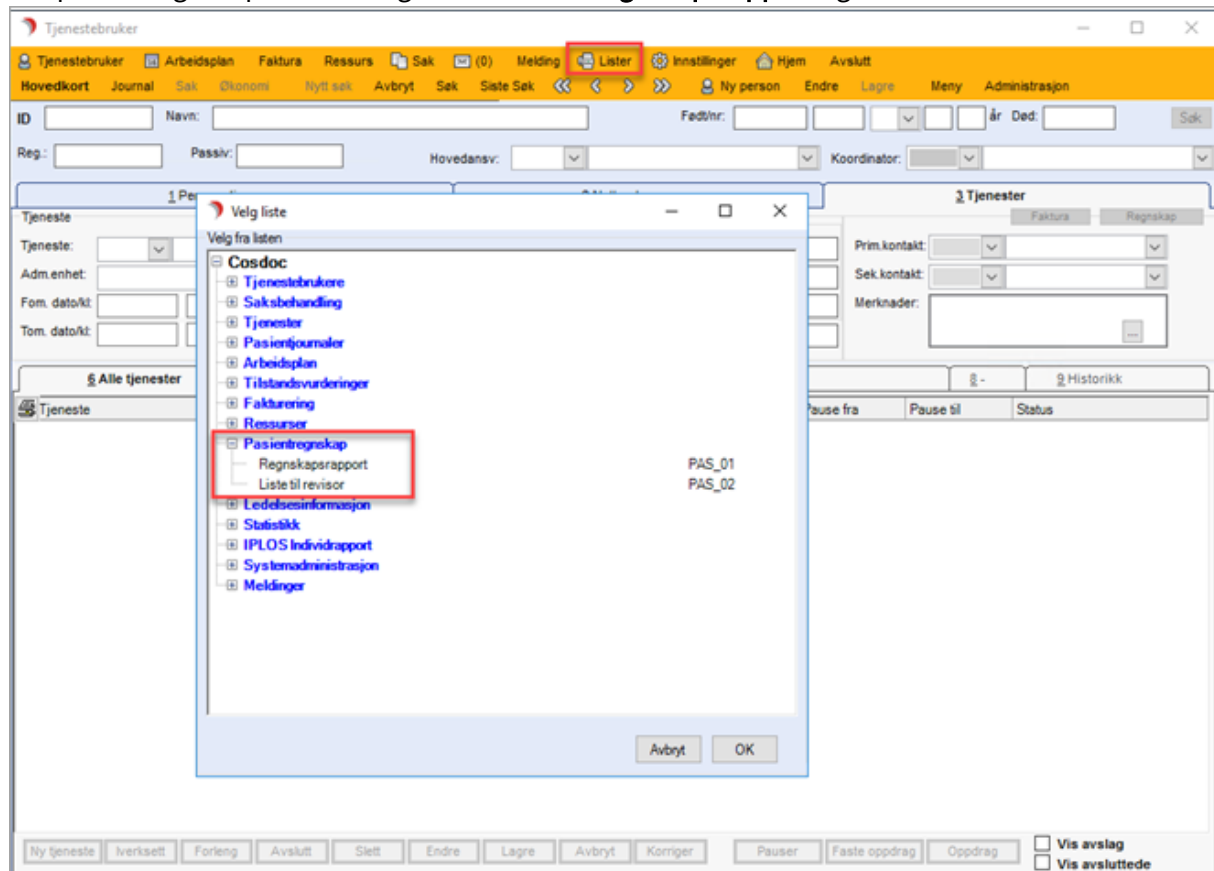 Tjenestebruker
Tjenestebruker Arbeidsplan Faktura Ressurs Sak (0) Melding Lister Innstillinger Hjem Avslutt
Hovedkort Journal Sak Økonomi Nytt søk Avbryt Søk Siste Søk Ny person Endre Lagre Meny Administrasjon
ID Navn: Født/nr: år Død: Søk
Reg.: Passiv: Hovedansv: Koordinator:
3 Tjenester
Tjeneste Faktura Regnskap
Tjeneste: Prim.kontakt:
Adm.enhet: Sek.kontakt:
Fom. dato/kl: Merknader:
Tom. dato/kl: ...
6 Alle tjenester 8 - 9 Historikk
Tjeneste Pause fra Pause til Status
Velg liste
Velg fra listen
Cosdoc
Tjenestebrukere
Saksbehandling
Tjenester
Pasientjournaler
Arbeidsplan
Tilstandsvurderinger
Fakturering
Ressurser
Pasientregnskap
Regnskapsrapport PAS_01
Liste til revisor PAS_02
Ledelsesinformasjon
Statistikk
IPLOS Individrapport
Systemadministrasjon
Meldinger
Avbryt OK
Ny tjeneste Iverksett Forleng Avslutt Slett Endre Lagre Avbryt Korriger Pauser Faste oppdrag Oppdrag Vis avslag
Vis avsluttede